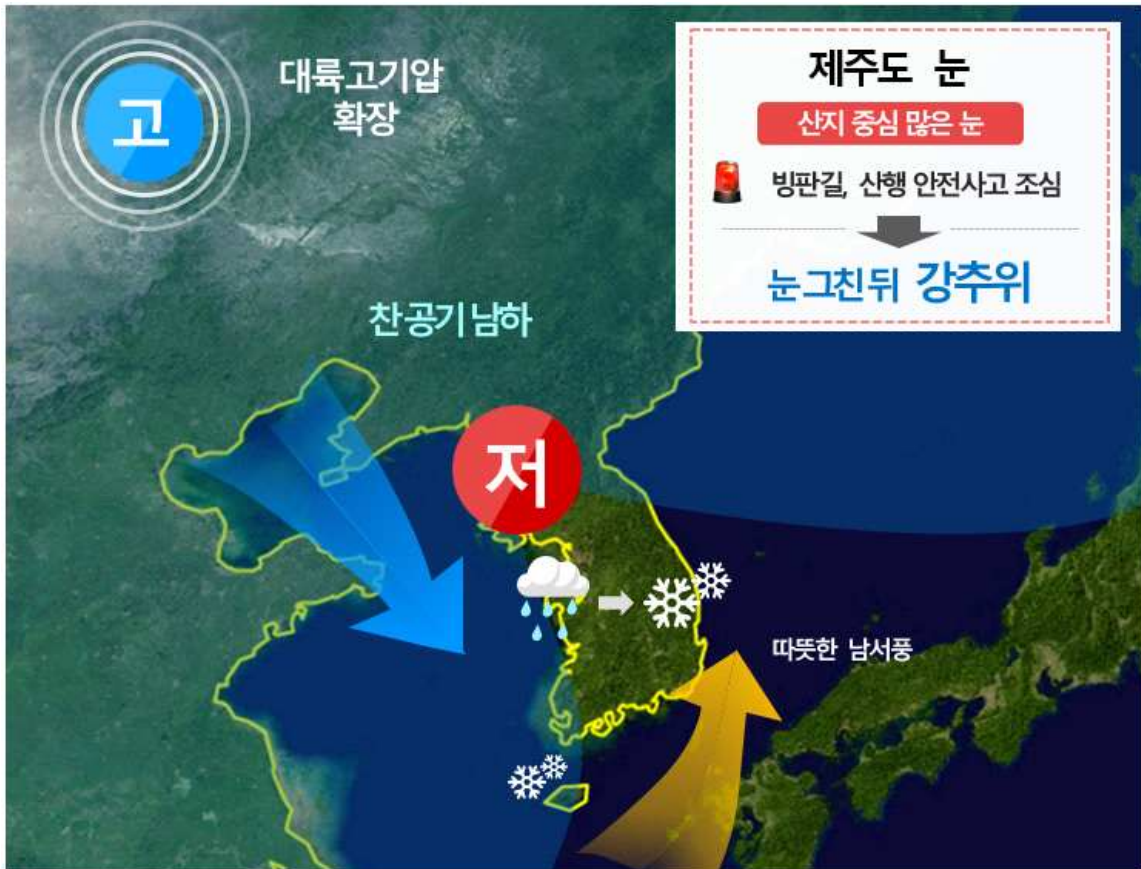 고
대륙고기압
확장
제주도 눈
산지 중심 많은 눈
빙판길, 산행 안전사고 조심
눈 그친 뒤 강추위
찬 공기 남하
저
따뜻한 남서풍